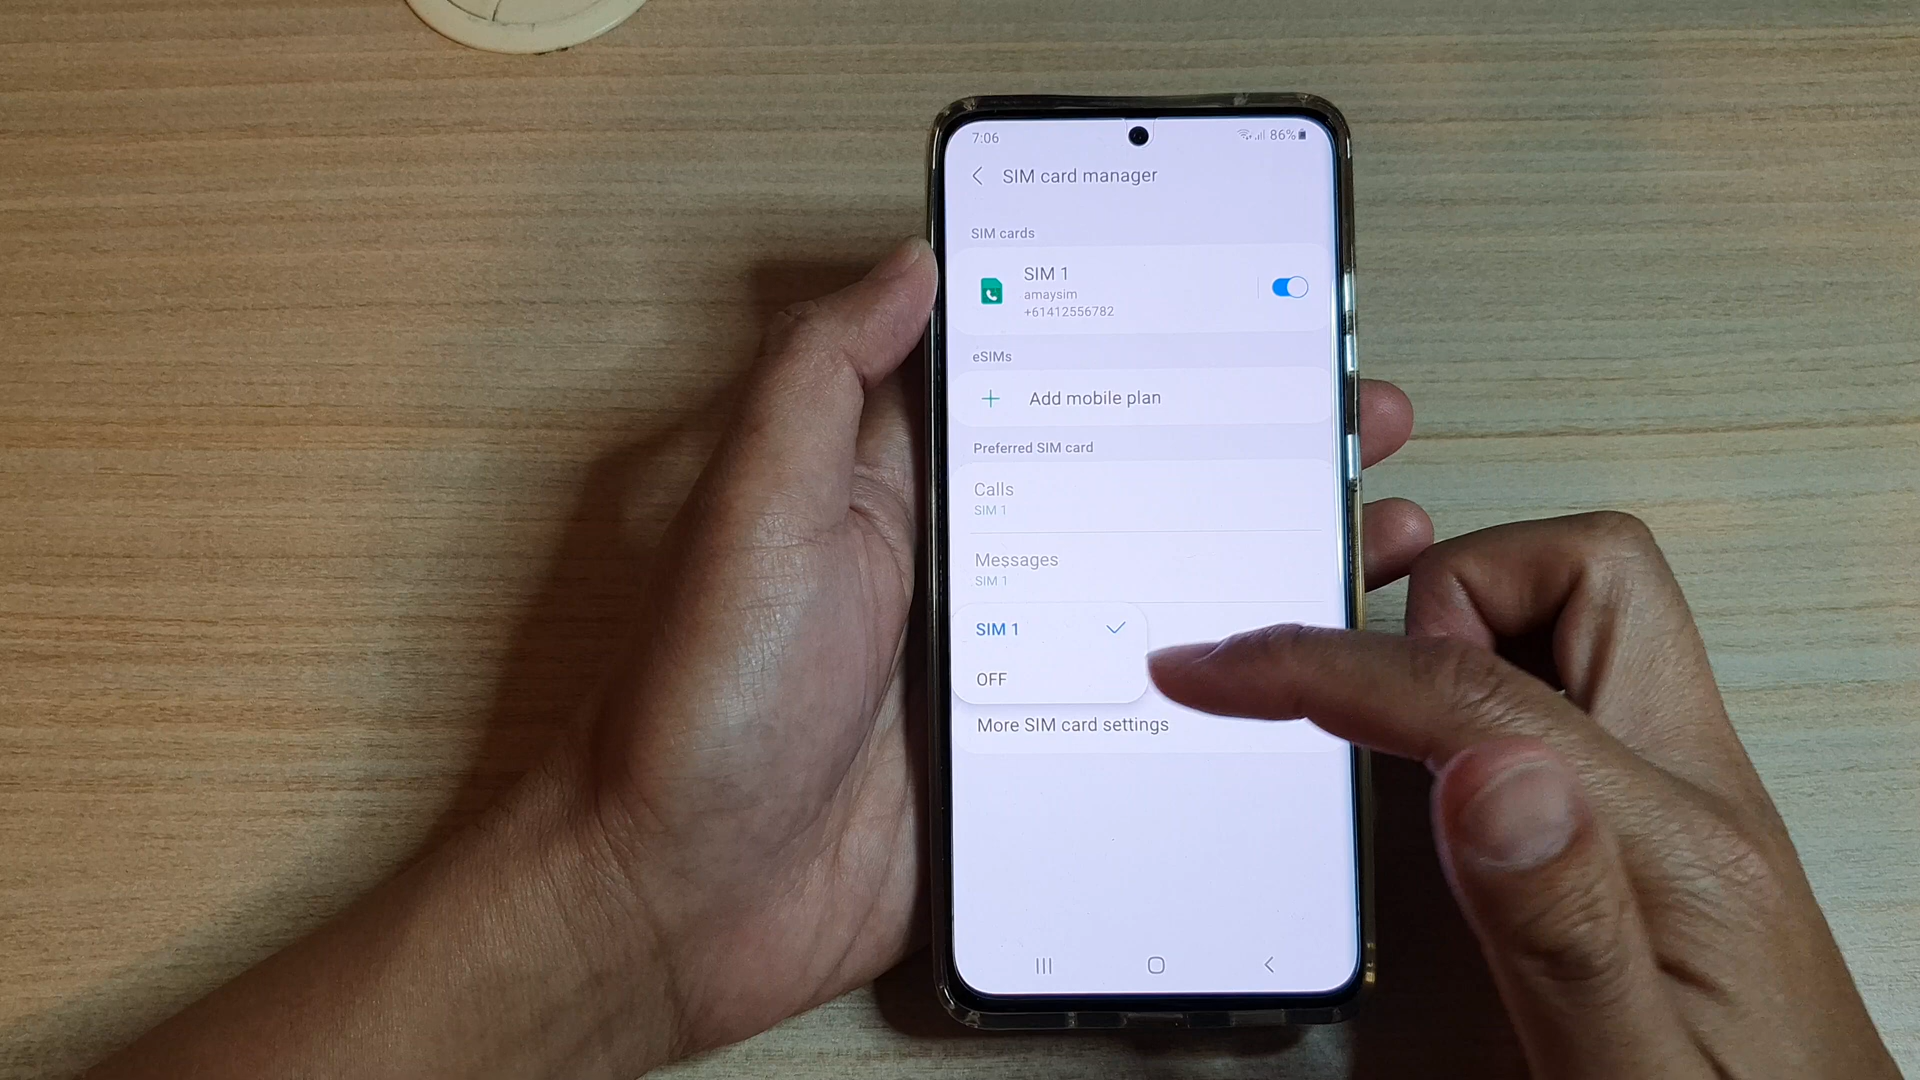 7:06
86%
SIM card manager
SIM cards
SIM 1
amaysim
+61412556782
eSIMs
Add mobile plan
Preferred SIM card
Calls
SIM 1
Messages
SIM 1
SIM 1
OFF
More SIM card settings